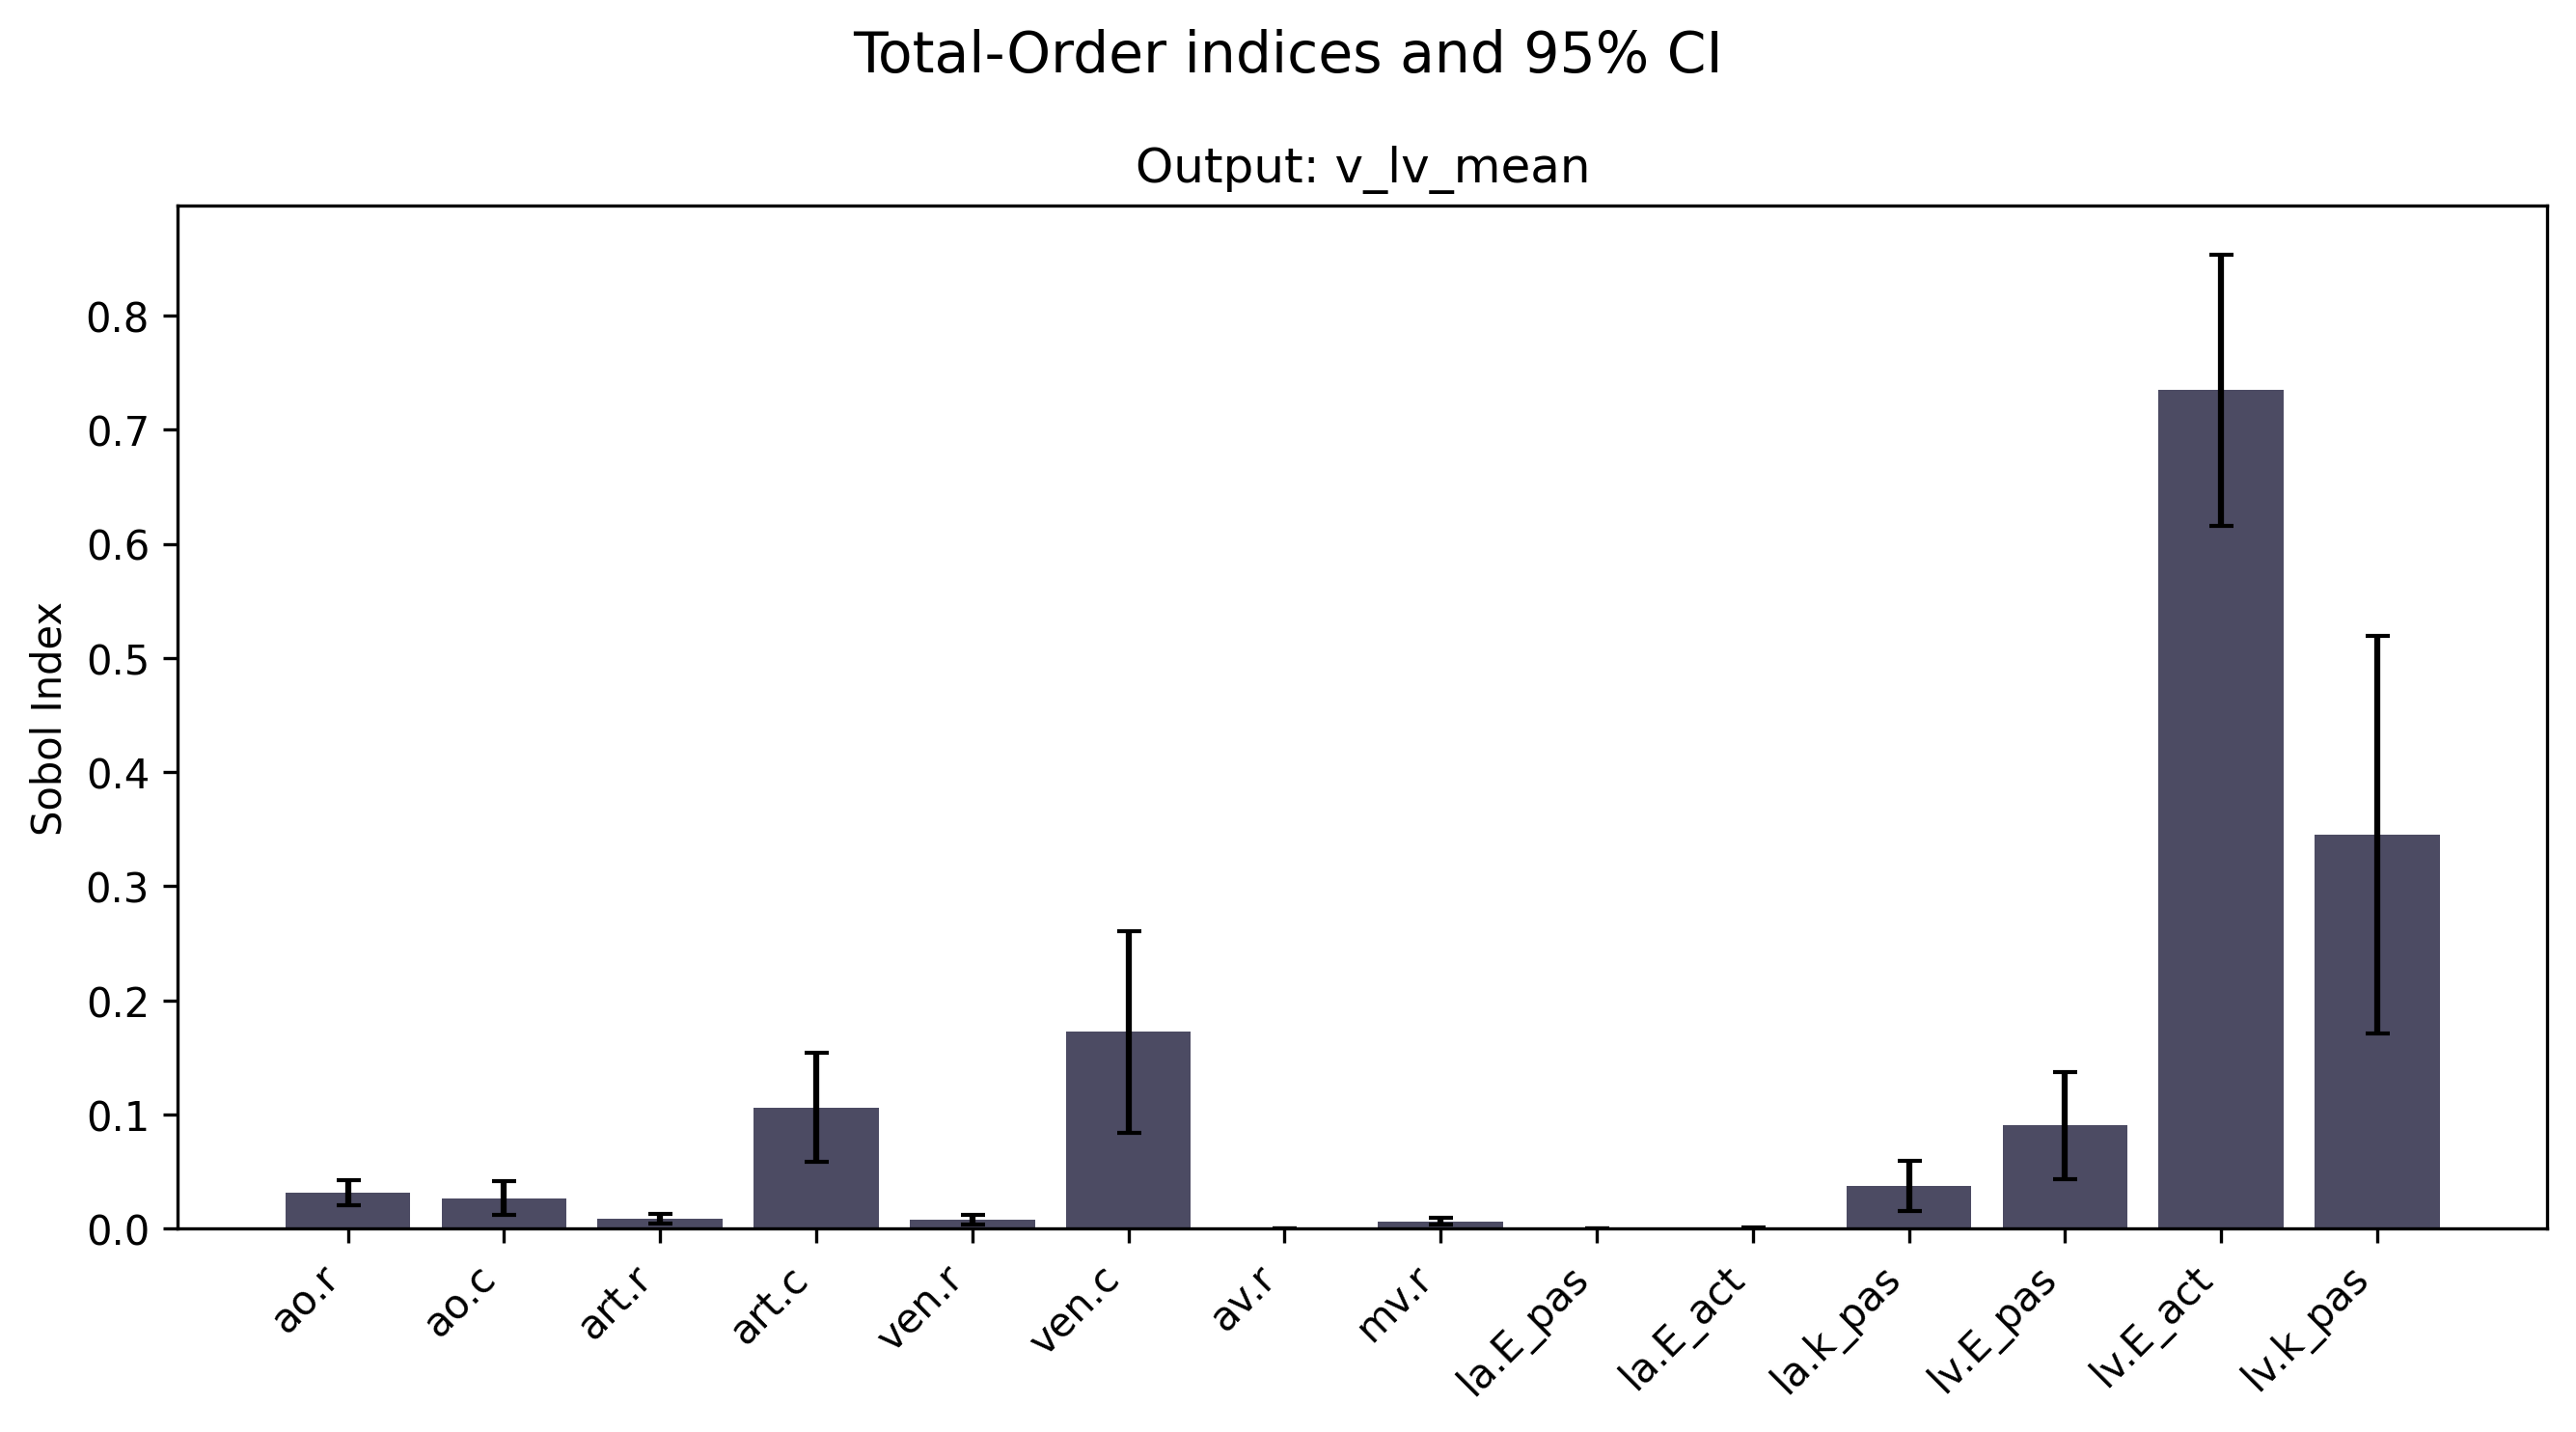 Total-Order indices and 95% CI
Output: v_lv_mean
Sobol Index
0.8
0.7
0.6
0.5
0.4
0.3
0.2
0.1
0.0
ao.r
ao.c
art.r
art.c
ven.r
ven.c
av.r
mv.r
la.E_pas
la.E_act
la.k_pas
lv.E_pas
lv.E_act
lv.k_pas